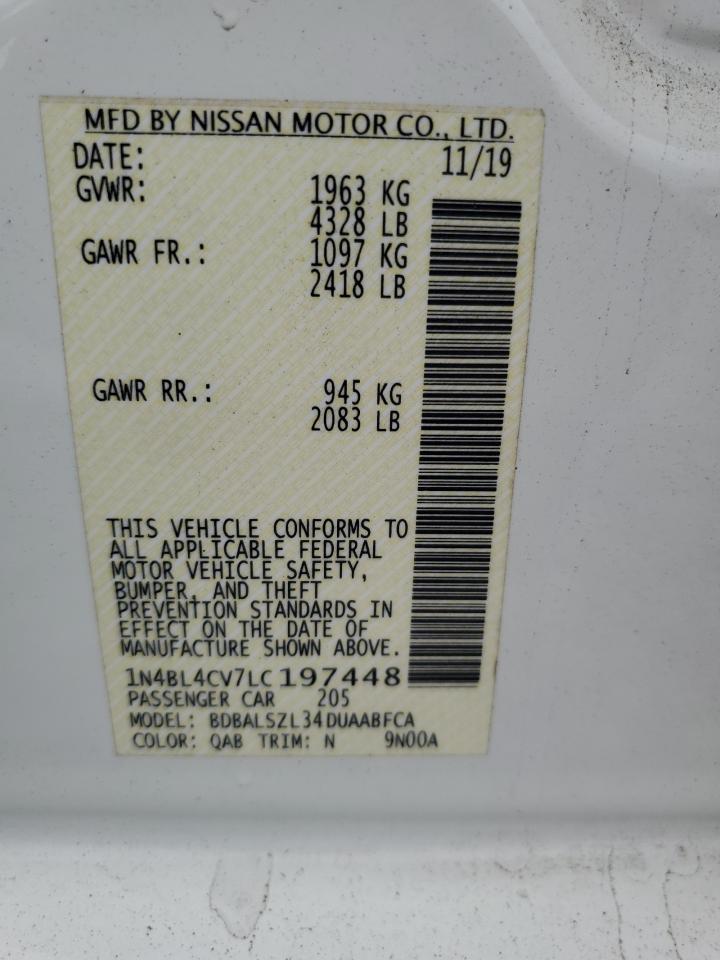 MFD BY NISSAN MOTOR CO., LTD.
DATE: 11/19
GVWR: 1963 KG
4328 LB
GAWR FR.: 1097 KG
2418 LB
GAWR RR.: 945 KG
2083 LB
THIS VEHICLE CONFORMS TO
ALL APPLICABLE FEDERAL
MOTOR VEHICLE SAFETY,
BUMPER, AND THEFT
PREVENTION STANDARDS IN
EFFECT ON THE DATE OF
MANUFACTURE SHOWN ABOVE.
1N4BL4CV7LC197448
PASSENGER CAR 205
MODEL: BDBALSZL34DUAABFCA
COLOR: QAB TRIM: N 9N00A